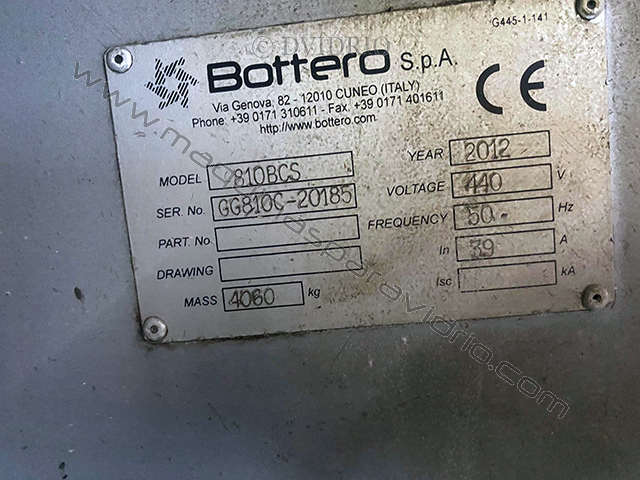 G445-1-141
© DVIDRIO
Bottero S.p.A.
Via Genova, 82 - 12010 CUNEO (ITALY)
Phone: +39 0171 310611 - Fax. +39 0171 401611
http://www.bottero.com
CE
MODEL 810BCS
SER. No. GG810C-20185
PART. No.
DRAWING
MASS 4060 kg
YEAR 2012
VOLTAGE 440 V
FREQUENCY 50 Hz
In 39 A
Isc kA
www.maquinasparavidrio.com